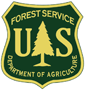 FOREST SERVICE
U S
DEPARTMENT OF AGRICULTURE